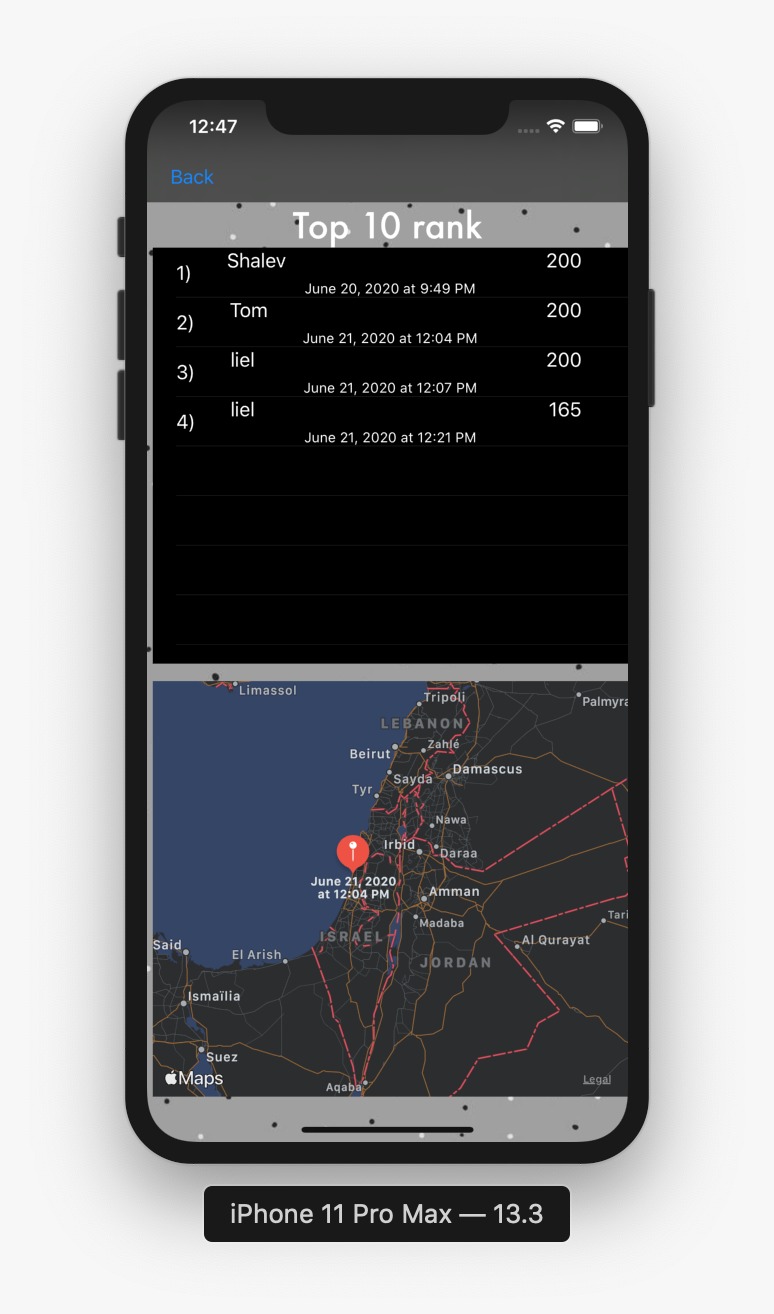 12:47
Back
Top 10 rank
1) Shalev 200
June 20, 2020 at 9:49 PM
2) Tom 200
June 21, 2020 at 12:04 PM
3) liel 200
June 21, 2020 at 12:07 PM
4) liel 165
June 21, 2020 at 12:21 PM
Limassol
Tripoli
Palmyra
LEBANON
Zahlé
Beirut
Damascus
Sayda
Tyr
Nawa
Irbid
Daraa
June 21, 2020
at 12:04 PM
Amman
Madaba
Tari
ISRAEL
Al Qurayat
Said
El Arish
JORDAN
Ismaïlia
Suez
Maps
Aqaba
Legal
iPhone 11 Pro Max — 13.3